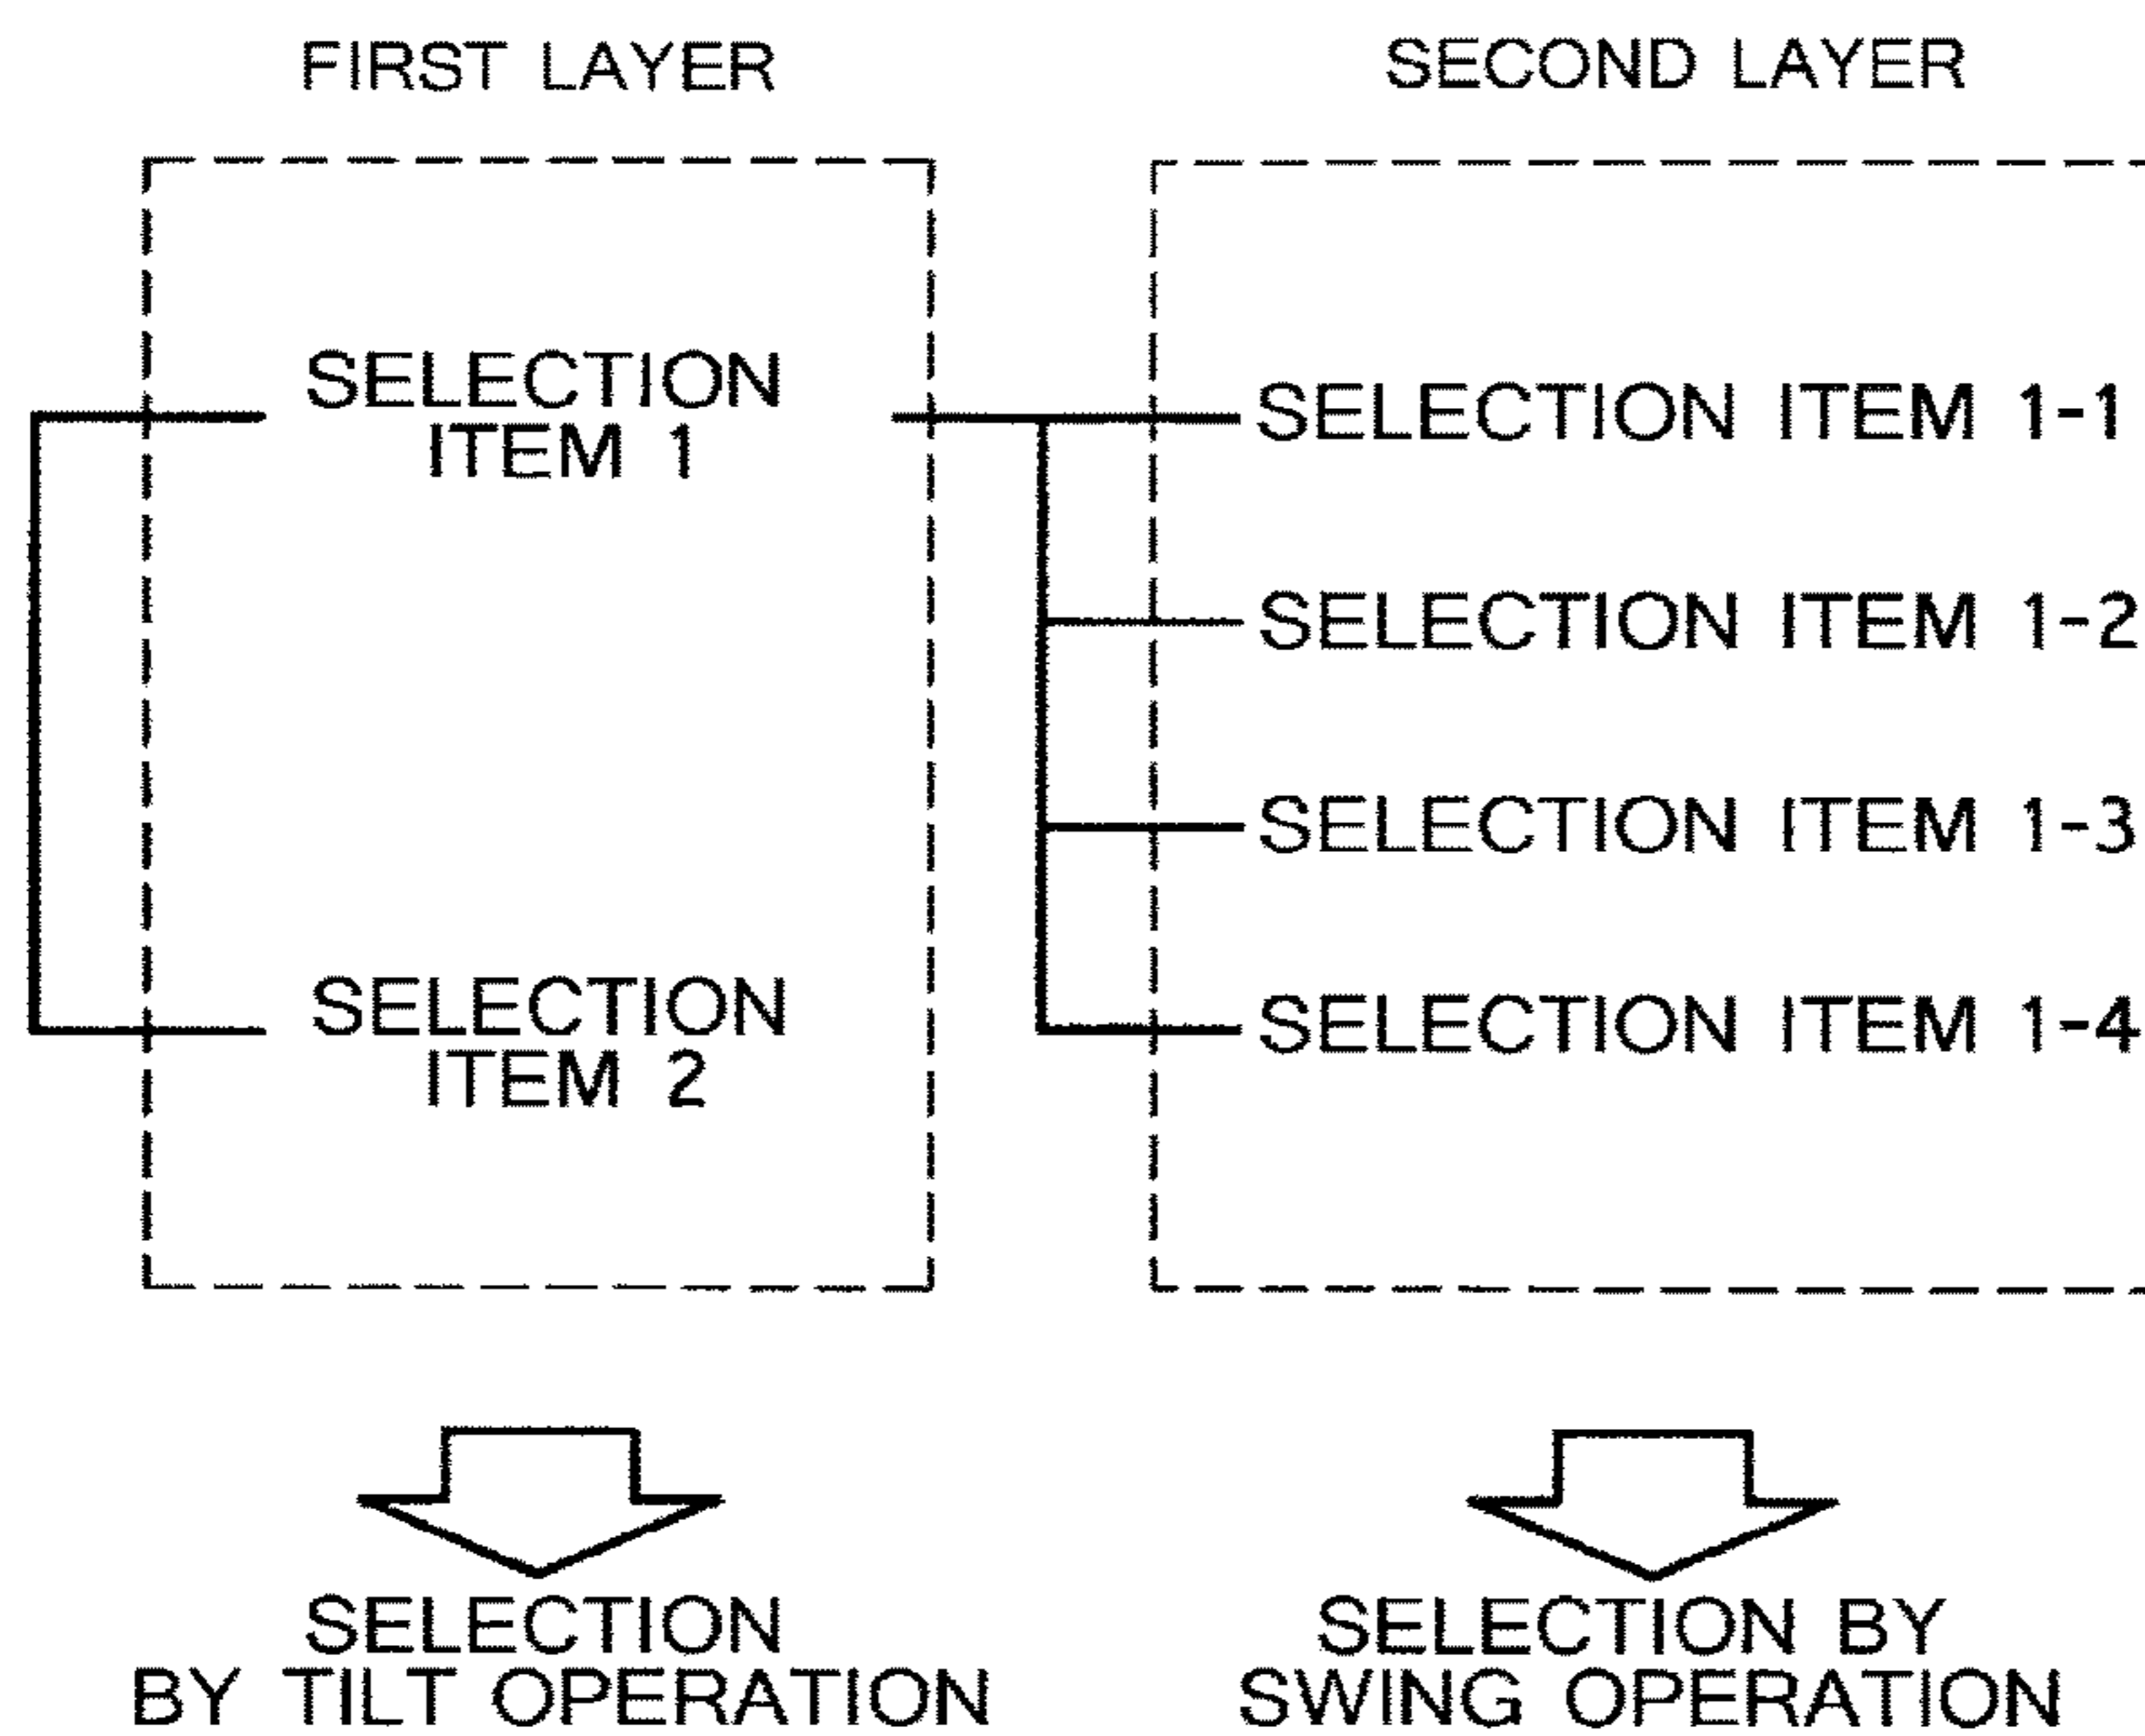 FIRST LAYER
SECOND LAYER
SELECTION
ITEM 1
SELECTION ITEM 1-1
SELECTION ITEM 1-2
SELECTION ITEM 1-3
SELECTION
ITEM 2
SELECTION ITEM 1-4
SELECTION
BY TILT OPERATION
SELECTION BY
SWING OPERATION